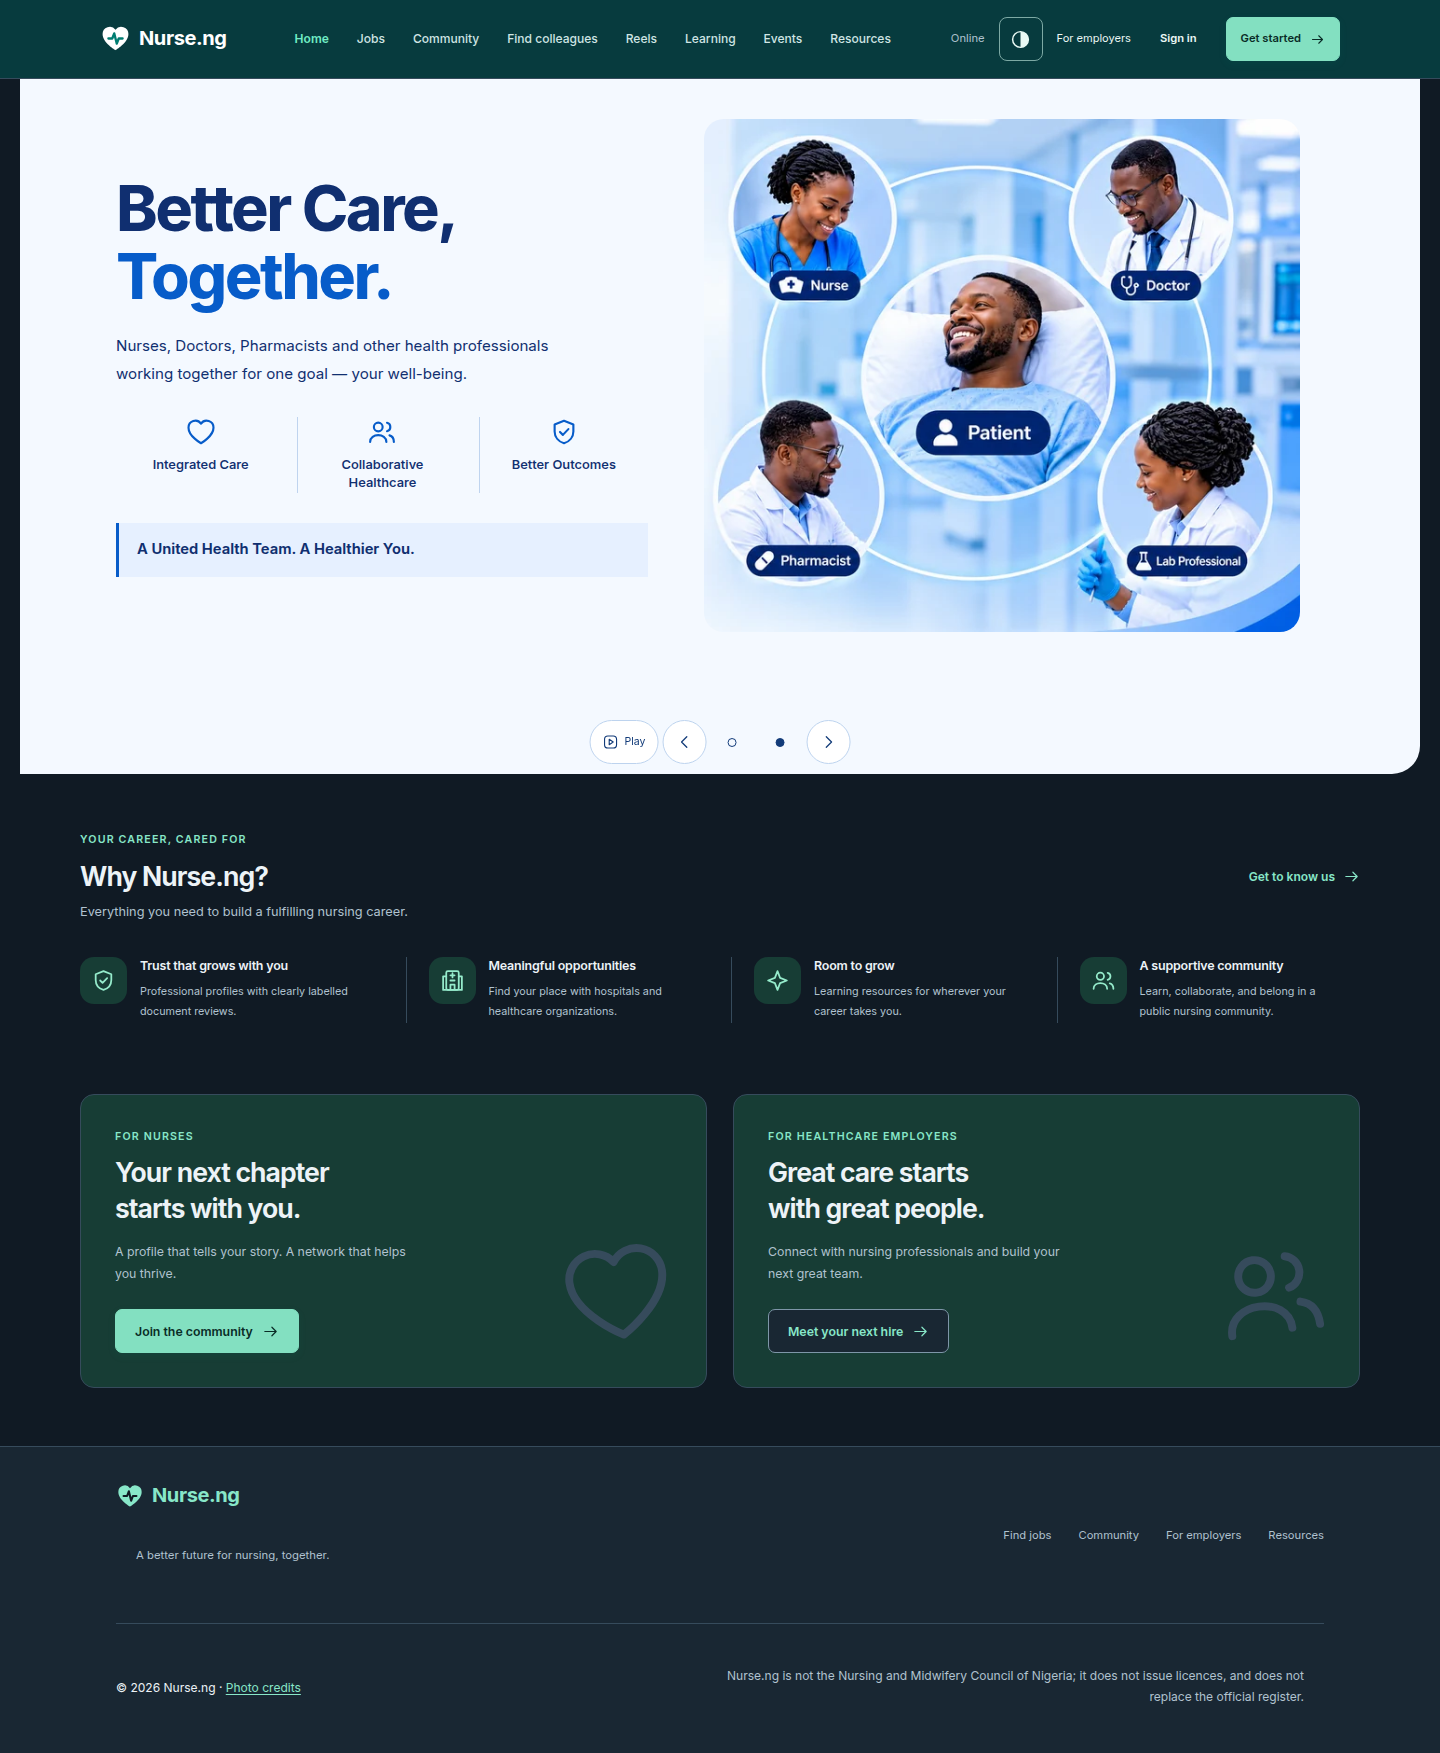 Nurse.ng
Home
Jobs
Community
Find colleagues
Reels
Learning
Events
Resources
Online
For employers
Sign in
Get started
Better Care,
Together.
Nurses, Doctors, Pharmacists and other health professionals
working together for one goal — your well-being.
Integrated Care
Collaborative
Healthcare
Better Outcomes
A United Health Team. A Healthier You.
Nurse
Doctor
Patient
Pharmacist
Lab Professional
Play
YOUR CAREER, CARED FOR
Why Nurse.ng?
Get to know us
Everything you need to build a fulfilling nursing career.
Trust that grows with you
Professional profiles with clearly labelled
document reviews.
Meaningful opportunities
Find your place with hospitals and
healthcare organizations.
Room to grow
Learning resources for wherever your
career takes you.
A supportive community
Learn, collaborate, and belong in a
public nursing community.
FOR NURSES
Your next chapter
starts with you.
A profile that tells your story. A network that helps
you thrive.
Join the community
FOR HEALTHCARE EMPLOYERS
Great care starts
with great people.
Connect with nursing professionals and build your
next great team.
Meet your next hire
Nurse.ng
A better future for nursing, together.
Find jobs
Community
For employers
Resources
© 2026 Nurse.ng · Photo credits
Nurse.ng is not the Nursing and Midwifery Council of Nigeria; it does not issue licences, and does not
replace the official register.